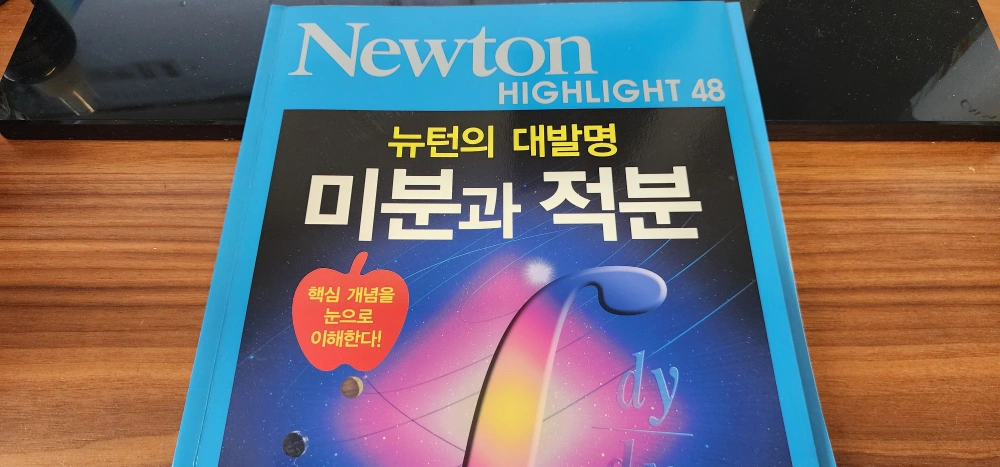 Newton
HIGHLIGHT 48
뉴턴의 대발명
미분과 적분
핵심 개념을
눈으로
이해한다!
dy